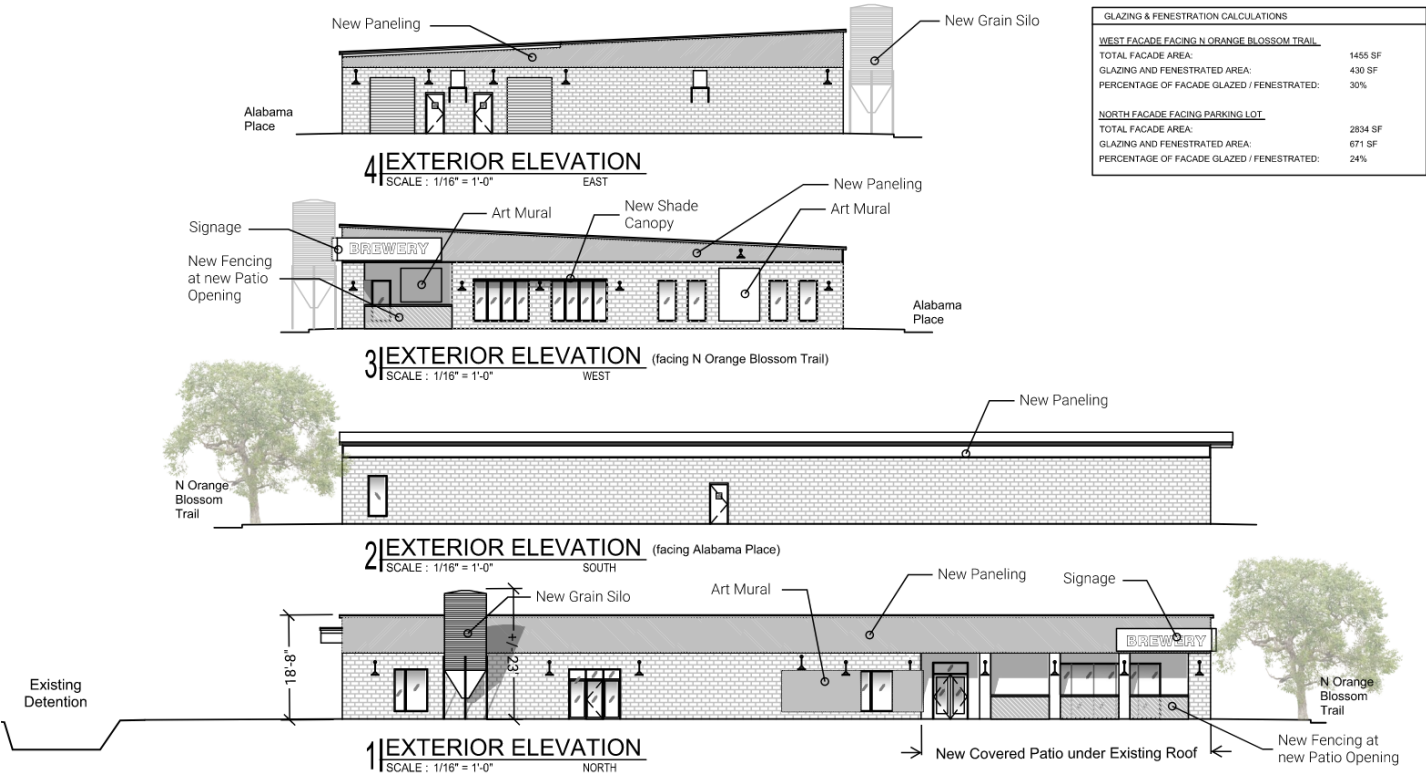 New Paneling
New Grain Silo
Alabama
Place
4 EXTERIOR ELEVATION
SCALE : 1/16" = 1'-0" EAST
GLAZING & FENESTRATION CALCULATIONS
WEST FACADE FACING N ORANGE BLOSSOM TRAIL
TOTAL FACADE AREA: 1455 SF
GLAZING AND FENESTRATED AREA: 430 SF
PERCENTAGE OF FACADE GLAZED / FENESTRATED: 30%
NORTH FACADE FACING PARKING LOT
TOTAL FACADE AREA: 2834 SF
GLAZING AND FENESTRATED AREA: 671 SF
PERCENTAGE OF FACADE GLAZED / FENESTRATED: 24%
Signage
Art Mural
New Shade
Canopy
New Paneling
Art Mural
BREWERY
New Fencing
at new Patio
Opening
Alabama
Place
3 EXTERIOR ELEVATION (facing N Orange Blossom Trail)
SCALE : 1/16" = 1'-0" WEST
New Paneling
N Orange
Blossom
Trail
2 EXTERIOR ELEVATION (facing Alabama Place)
SCALE : 1/16" = 1'-0" SOUTH
New Grain Silo
Art Mural
New Paneling
Signage
BREWERY
18'-8"
+/- 23'
Existing
Detention
N Orange
Blossom
Trail
New Covered Patio under Existing Roof
New Fencing at
new Patio Opening
1 EXTERIOR ELEVATION
SCALE : 1/16" = 1'-0" NORTH